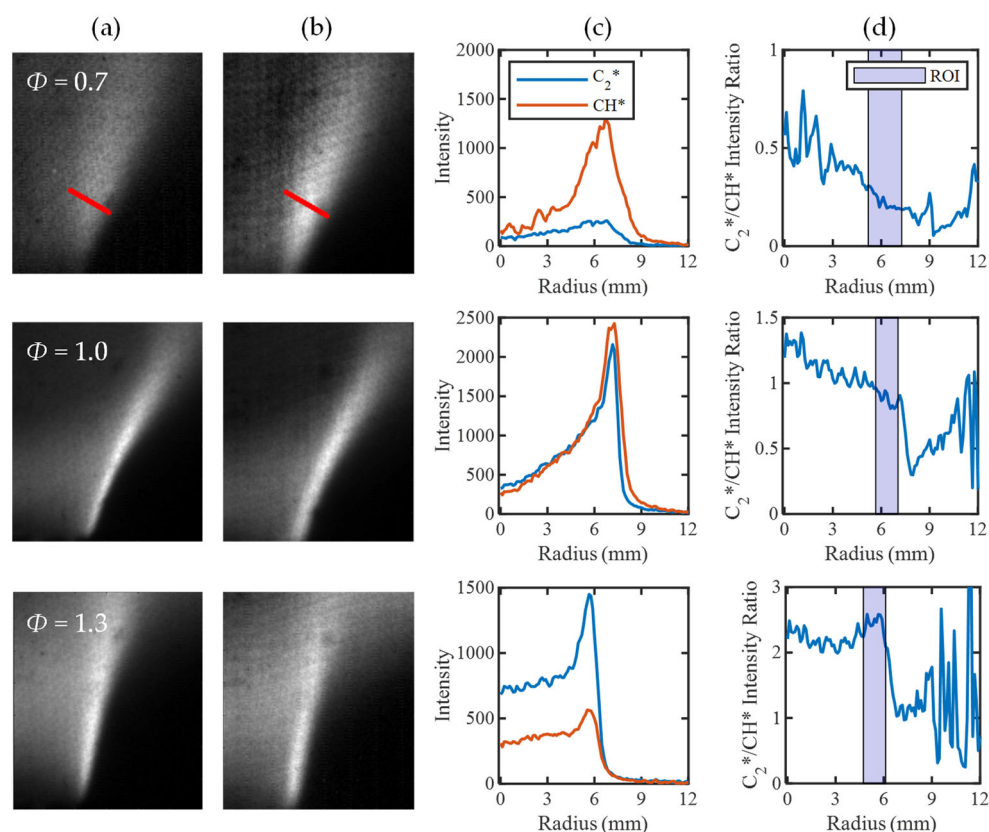 (a) (b) (c) (d)
Φ = 0.7
2000
1500
1000
500
0
Intensity
C₂*
CH*
0 3 6 9 12
Radius (mm)
1
0.5
0
C₂*/CH* Intensity Ratio
ROI
0 3 6 9 12
Radius (mm)
Φ = 1.0
2500
2000
1500
1000
500
0
Intensity
0 3 6 9 12
Radius (mm)
1.5
1
0.5
0
C₂*/CH* Intensity Ratio
0 3 6 9 12
Radius (mm)
Φ = 1.3
1500
1000
500
0
Intensity
0 3 6 9 12
Radius (mm)
3
2
1
0
C₂*/CH* Intensity Ratio
0 3 6 9 12
Radius (mm)